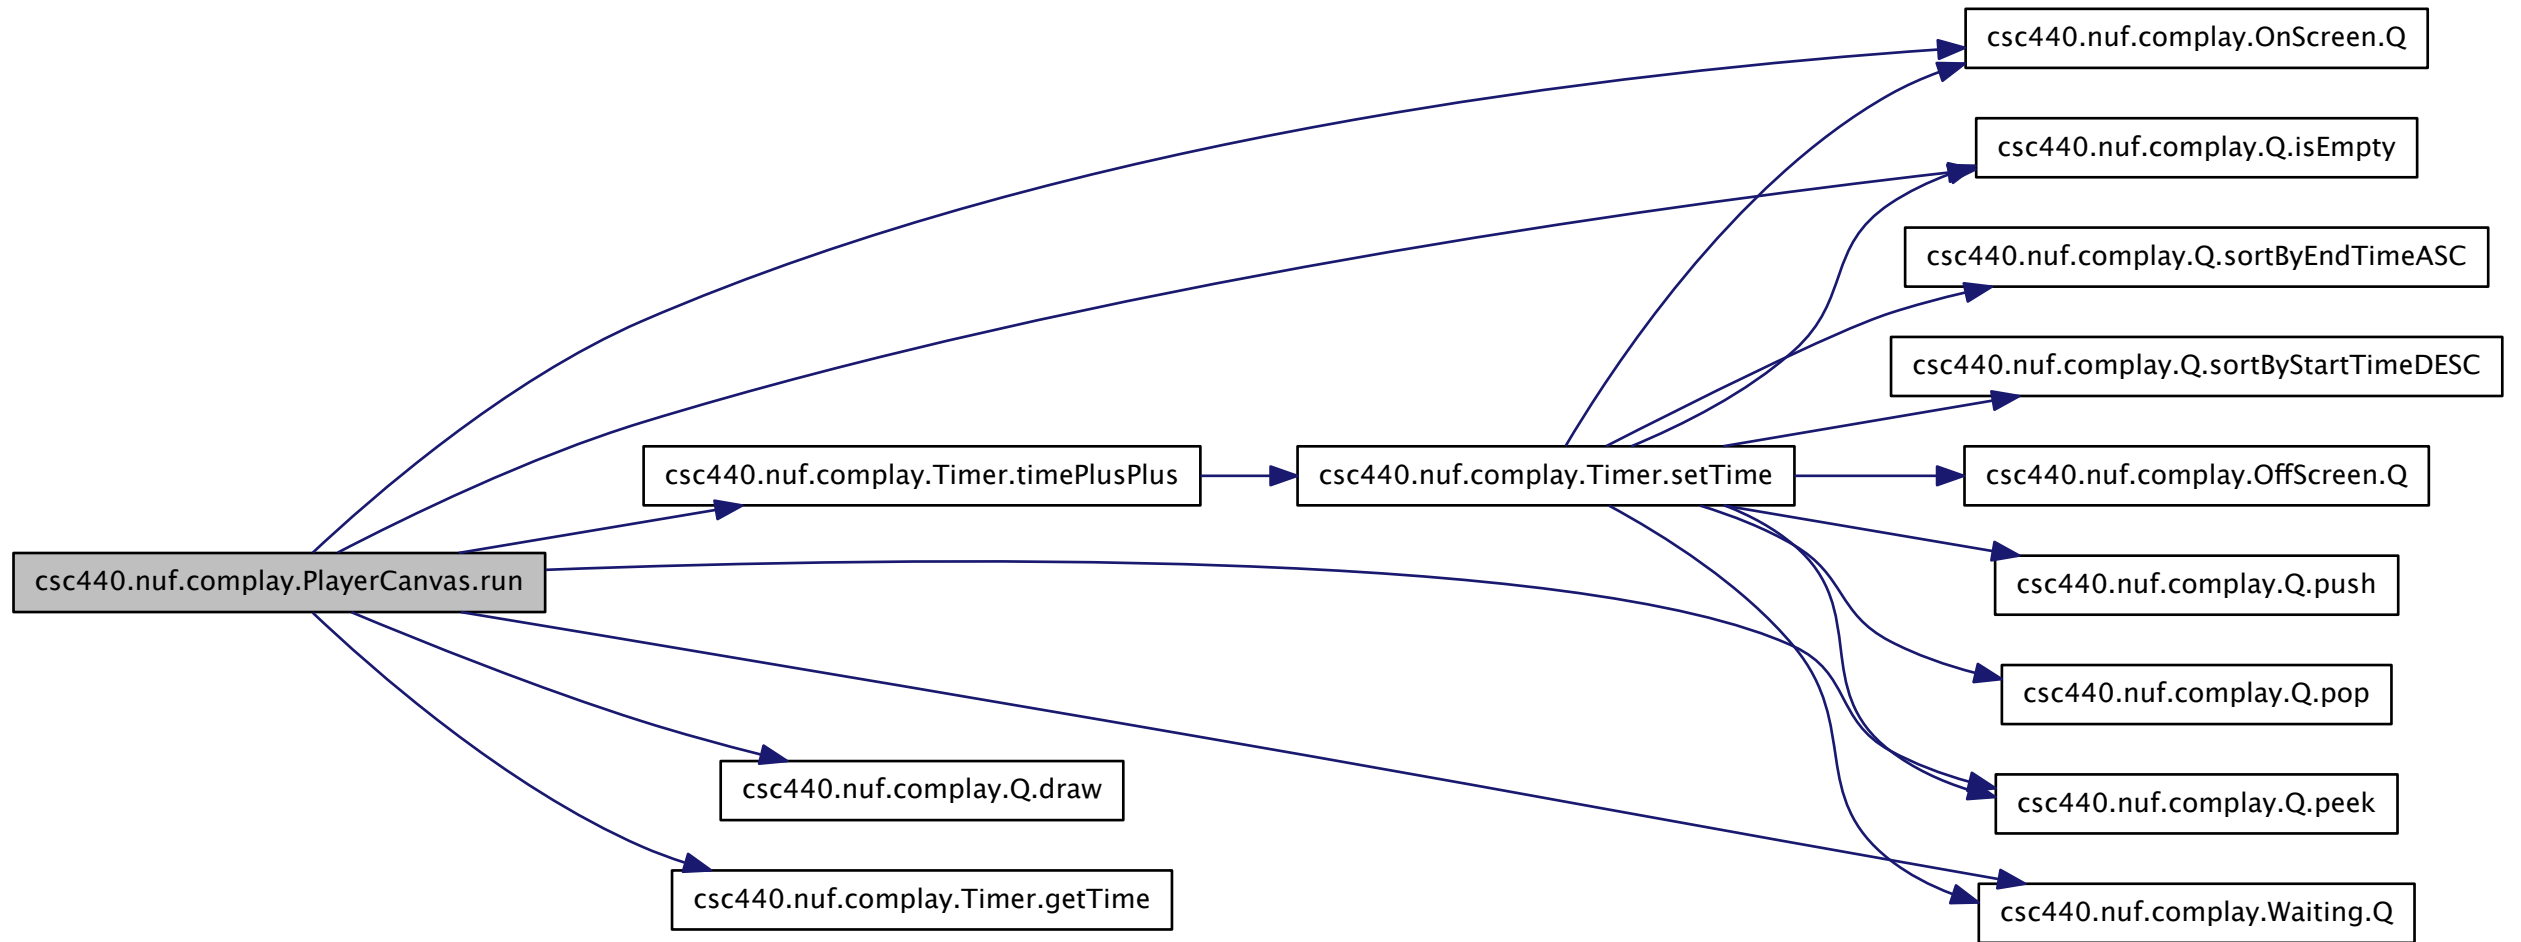 csc440.nuf.complay.OnScreen.Q
csc440.nuf.complay.Q.isEmpty
csc440.nuf.complay.Q.sortByEndTimeASC
csc440.nuf.complay.Q.sortByStartTimeDESC
csc440.nuf.complay.Timer.timePlusPlus
csc440.nuf.complay.Timer.setTime
csc440.nuf.complay.OffScreen.Q
csc440.nuf.complay.PlayerCanvas.run
csc440.nuf.complay.Q.push
csc440.nuf.complay.Q.pop
csc440.nuf.complay.Q.draw
csc440.nuf.complay.Q.peek
csc440.nuf.complay.Timer.getTime
csc440.nuf.complay.Waiting.Q